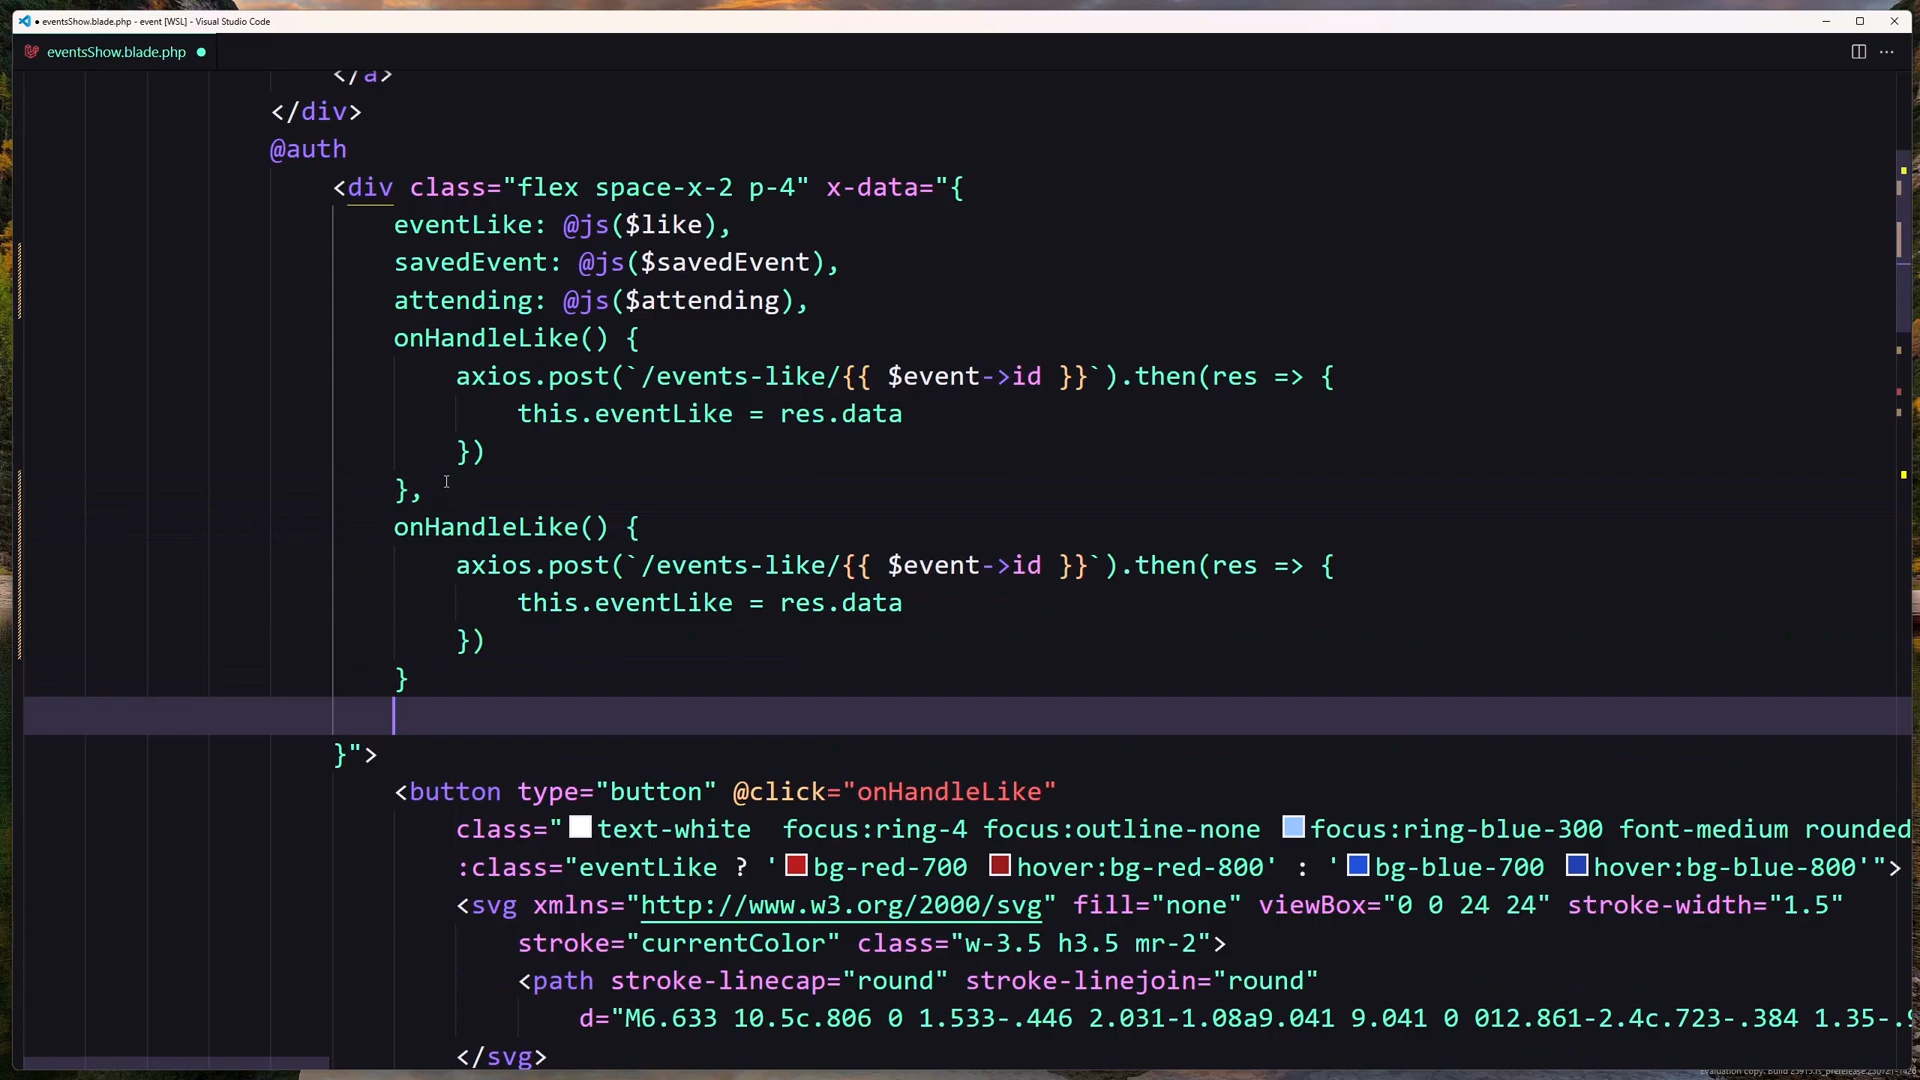 eventsShow.blade.php - event [WSL] - Visual Studio Code
eventsShow.blade.php
</a>
</div>
@auth
<div class="flex space-x-2 p-4" x-data="{
eventLike: @js($like),
savedEvent: @js($savedEvent),
attending: @js($attending),
onHandleLike() {
axios.post(`/events-like/{{ $event->id }}`).then(res => {
this.eventLike = res.data
})
},
onHandleLike() {
axios.post(`/events-like/{{ $event->id }}`).then(res => {
this.eventLike = res.data
})
}
}">
<button type="button" @click="onHandleLike"
class="text-white  focus:ring-4 focus:outline-none focus:ring-blue-300 font-medium rounded
:class="eventLike ? 'bg-red-700 hover:bg-red-800' : 'bg-blue-700 hover:bg-blue-800'">
<svg xmlns="http://www.w3.org/2000/svg" fill="none" viewBox="0 0 24 24" stroke-width="1.5"
stroke="currentColor" class="w-3.5 h3.5 mr-2">
<path stroke-linecap="round" stroke-linejoin="round"
d="M6.633 10.5c.806 0 1.533-.446 2.031-1.08a9.041 9.041 0 012.861-2.4c.723-.384 1.35-.
</svg>